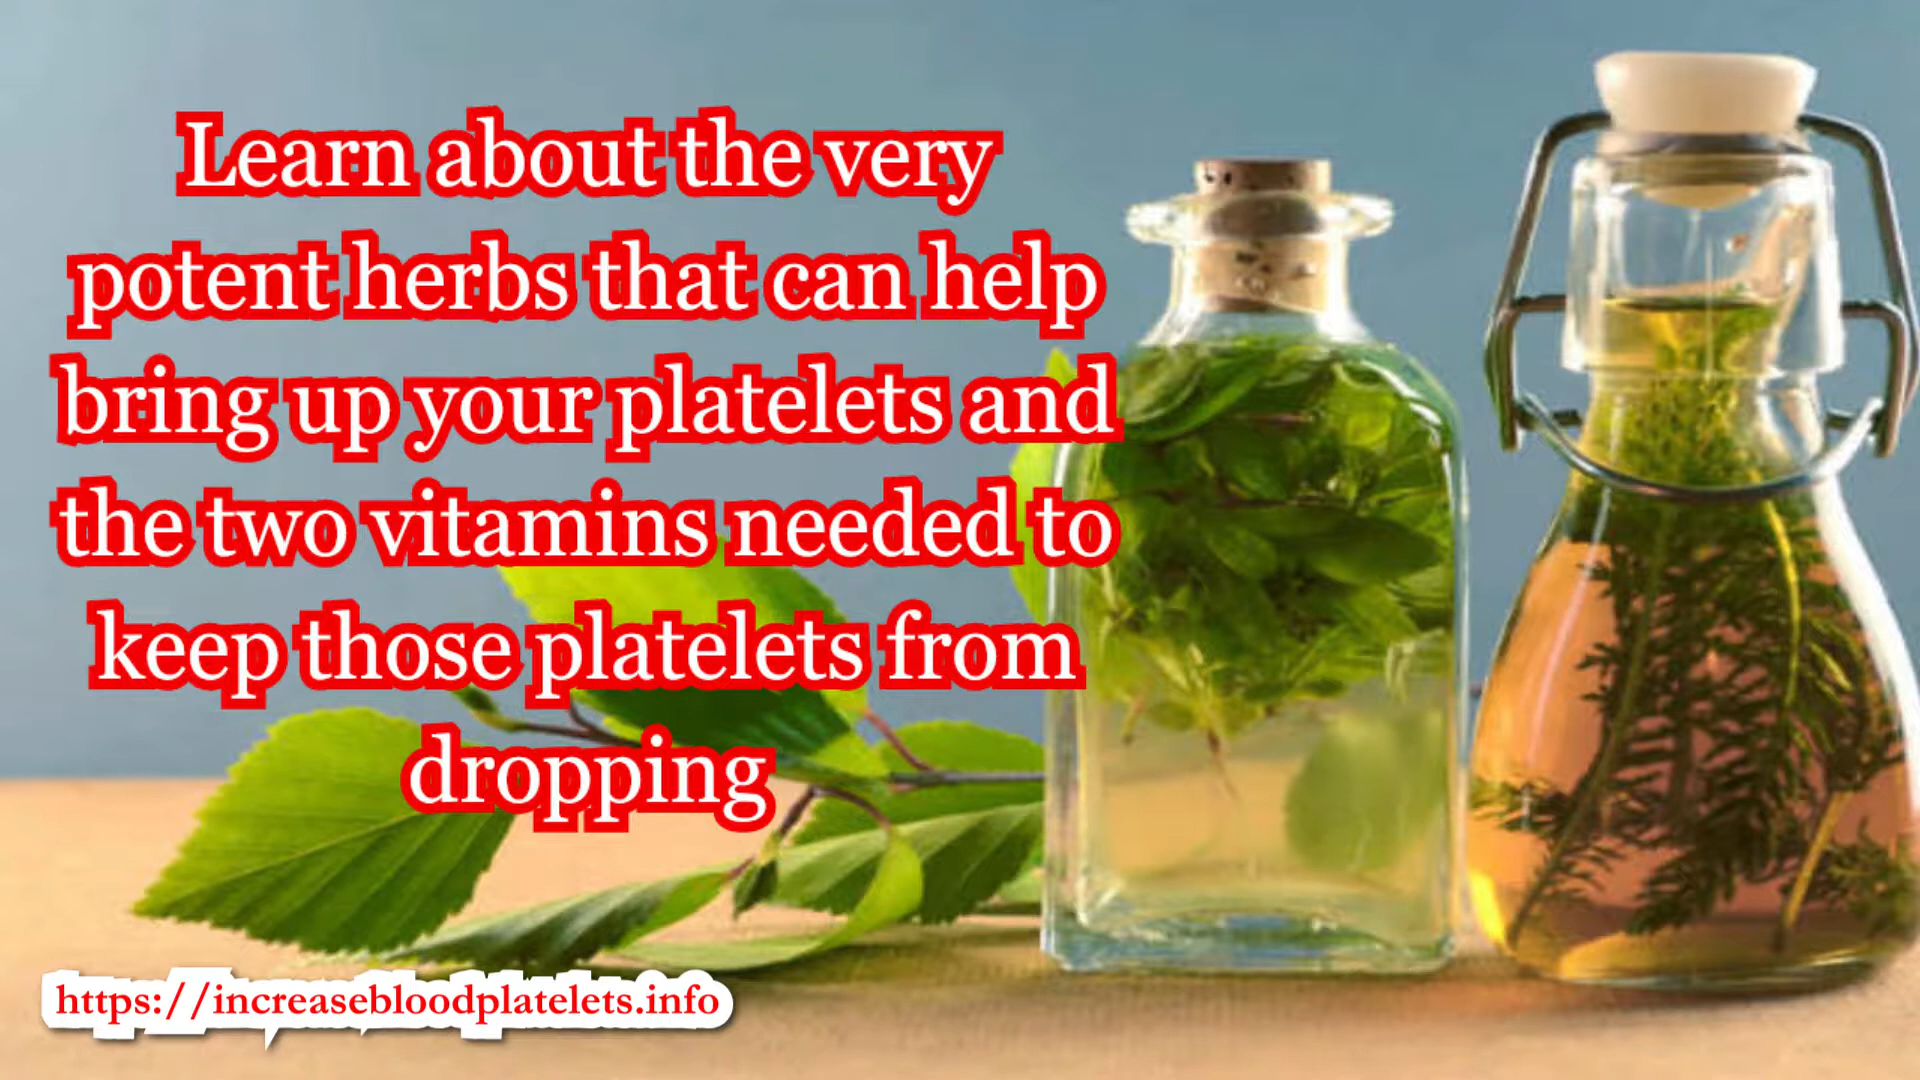 Learn about the very
potent herbs that can help
bring up your platelets and
the two vitamins needed to
keep those platelets from
dropping
https://increasebloodplatelets.info